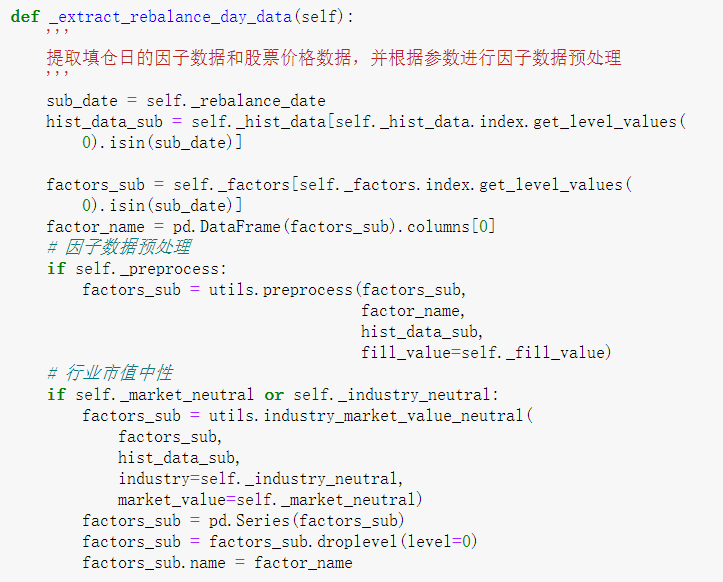 def _extract_rebalance_day_data(self):
    '''
    提取填仓日的因子数据和股票价格数据，并根据参数进行因子数据预处理
    '''
    sub_date = self._rebalance_date
    hist_data_sub = self._hist_data[self._hist_data.index.get_level_values(
        0).isin(sub_date)]

    factors_sub = self._factors[self._factors.index.get_level_values(
        0).isin(sub_date)]
    factor_name = pd.DataFrame(factors_sub).columns[0]
    # 因子数据预处理
    if self._preprocess:
        factors_sub = utils.preprocess(factors_sub,
                                       factor_name,
                                       hist_data_sub,
                                       fill_value=self._fill_value)
    # 行业市值中性
    if self._market_neutral or self._industry_neutral:
        factors_sub = utils.industry_market_value_neutral(
            factors_sub,
            hist_data_sub,
            industry=self._industry_neutral,
            market_value=self._market_neutral)
        factors_sub = pd.Series(factors_sub)
        factors_sub = factors_sub.droplevel(level=0)
        factors_sub.name = factor_name